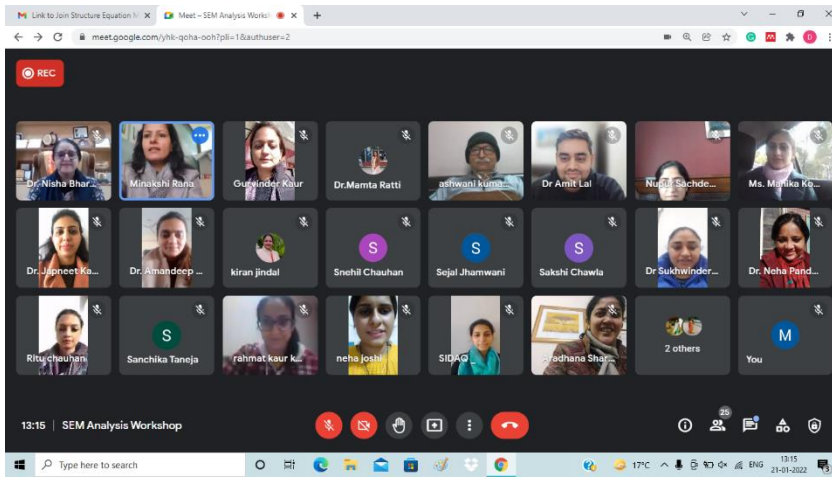 Link to Join Structure Equation M
Meet – SEM Analysis Worksh
meet.google.com/yhk-qoha-ooh?pli=1&authuser=2
REC
Dr. Nisha Bhar...
Minakshi Rana
Gurvinder Kaur
Dr.Mamta Ratti
ashwani kuma...
Dr Amit Lal
Nupur Sachde...
Ms. Manika Ko...
Dr. Japneet Ka...
Dr. Amandeep ...
kiran jindal
S
Snehil Chauhan
S
Sejal Jhamwani
S
Sakshi Chawla
Dr Sukhwinder...
Dr. Neha Pand...
Ritu chauhan
S
Sanchika Taneja
rahmat kaur k...
neha joshi
SIDAQ
Aradhana Shar...
2 others
M
You
13:15 | SEM Analysis Workshop
25
Type here to search
17°C
ENG
13:15
21-01-2022